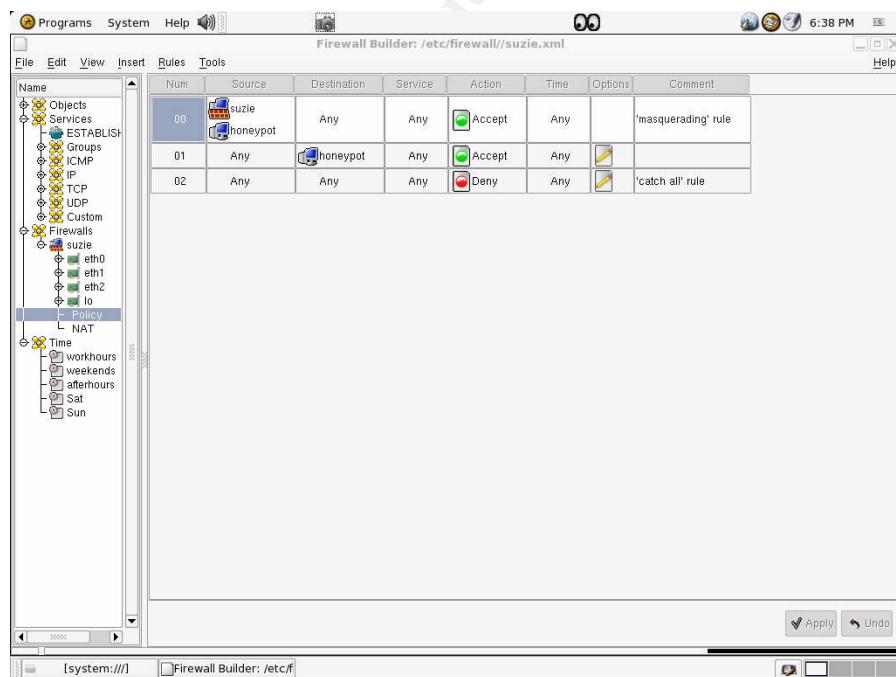 Programs System Help 6:38 PM
Firewall Builder: /etc/firewall//suzie.xml
File Edit View Insert Rules Tools Help
Name
Objects
Services
ESTABLISH
Groups
ICMP
IP
TCP
UDP
Custom
Firewalls
suzie
eth0
eth1
eth2
lo
Policy
NAT
Time
workhours
weekends
afterhours
Sat
Sun
Num Source Destination Service Action Time Options Comment
00 suzie honeypot Any Any Accept Any 'masquerading' rule
01 Any honeypot Any Accept Any
02 Any Any Any Deny Any 'catch all' rule
Apply Undo
[system:///] Firewall Builder: /etc/f